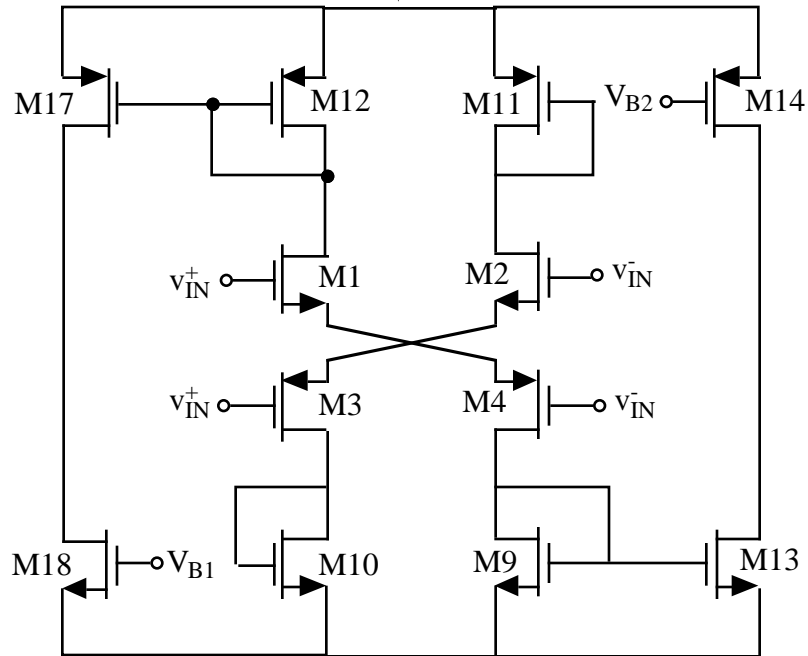 M17
M12
M11
V_B2
M14
v_IN^+
M1
M2
v_IN^-
v_IN^+
M3
M4
v_IN^-
M18
V_B1
M10
M9
M13